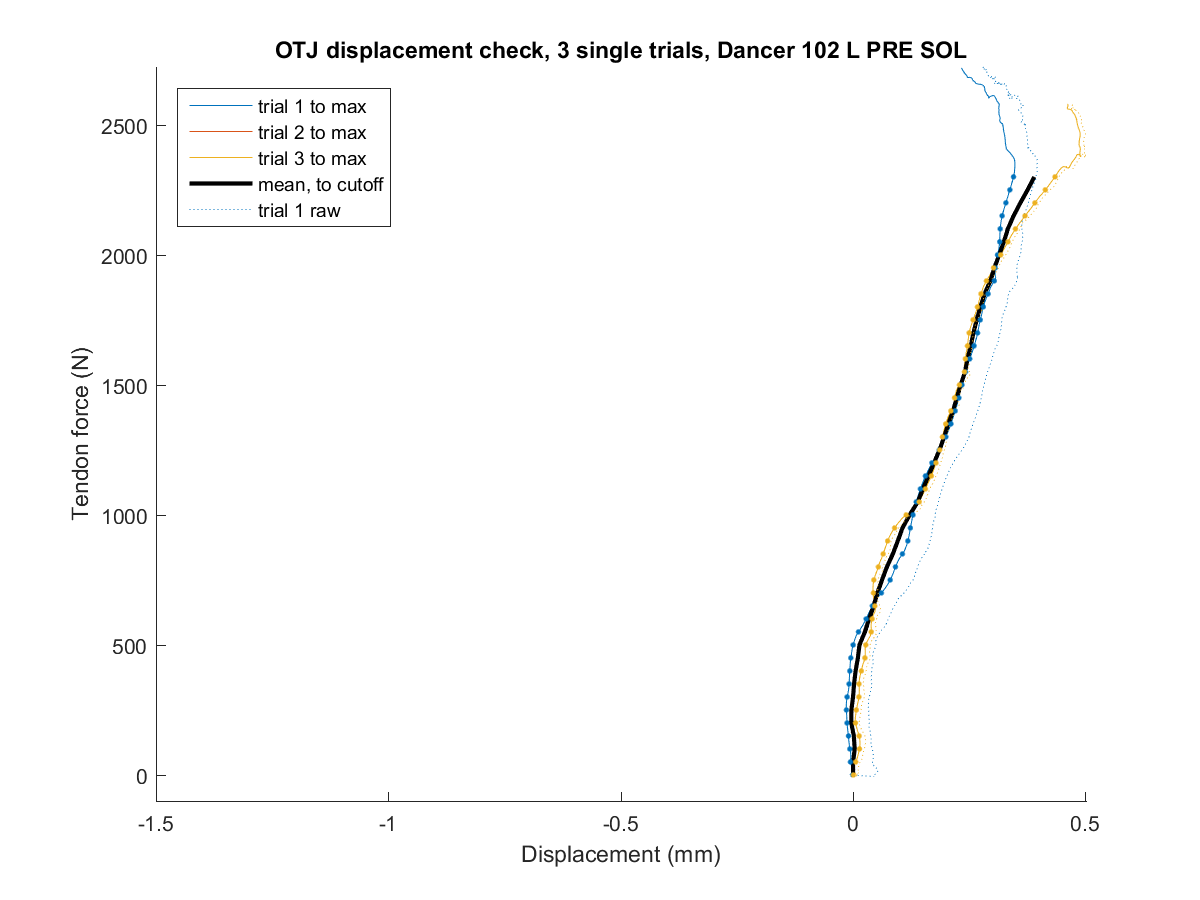 OTJ displacement check, 3 single trials, Dancer 102 L PRE SOL
trial 1 to max
trial 2 to max
trial 3 to max
mean, to cutoff
trial 1 raw
Tendon force (N)
2500
2000
1500
1000
500
0
-1.5
-1
-0.5
0
0.5
Displacement (mm)